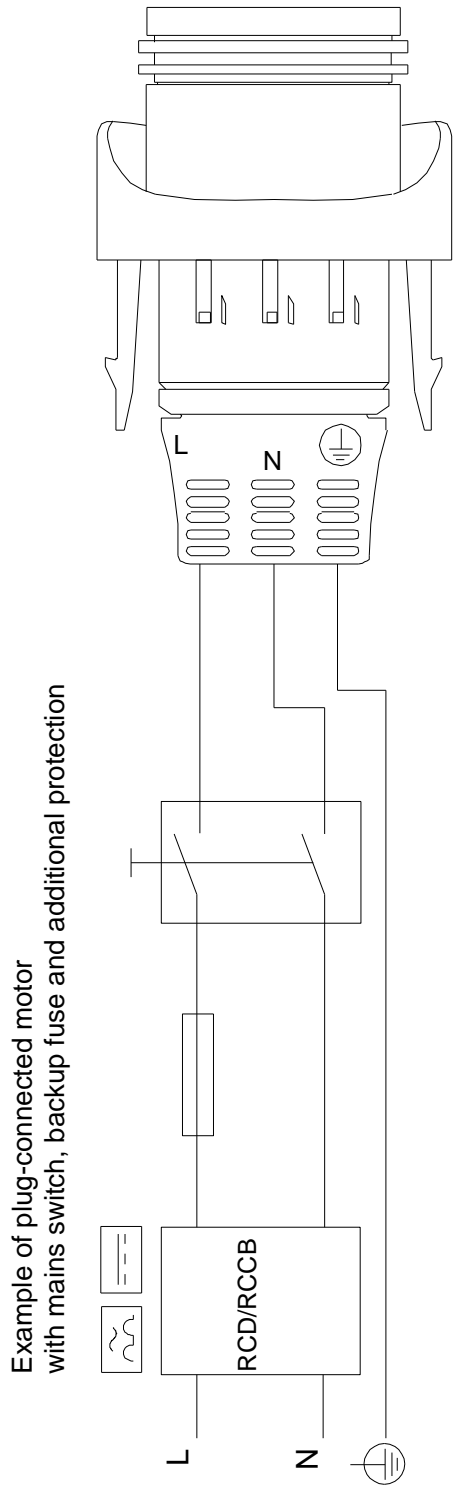 Example of plug-connected motor
with mains switch, backup fuse and additional protection
L
N
RCD/RCCB
L
N